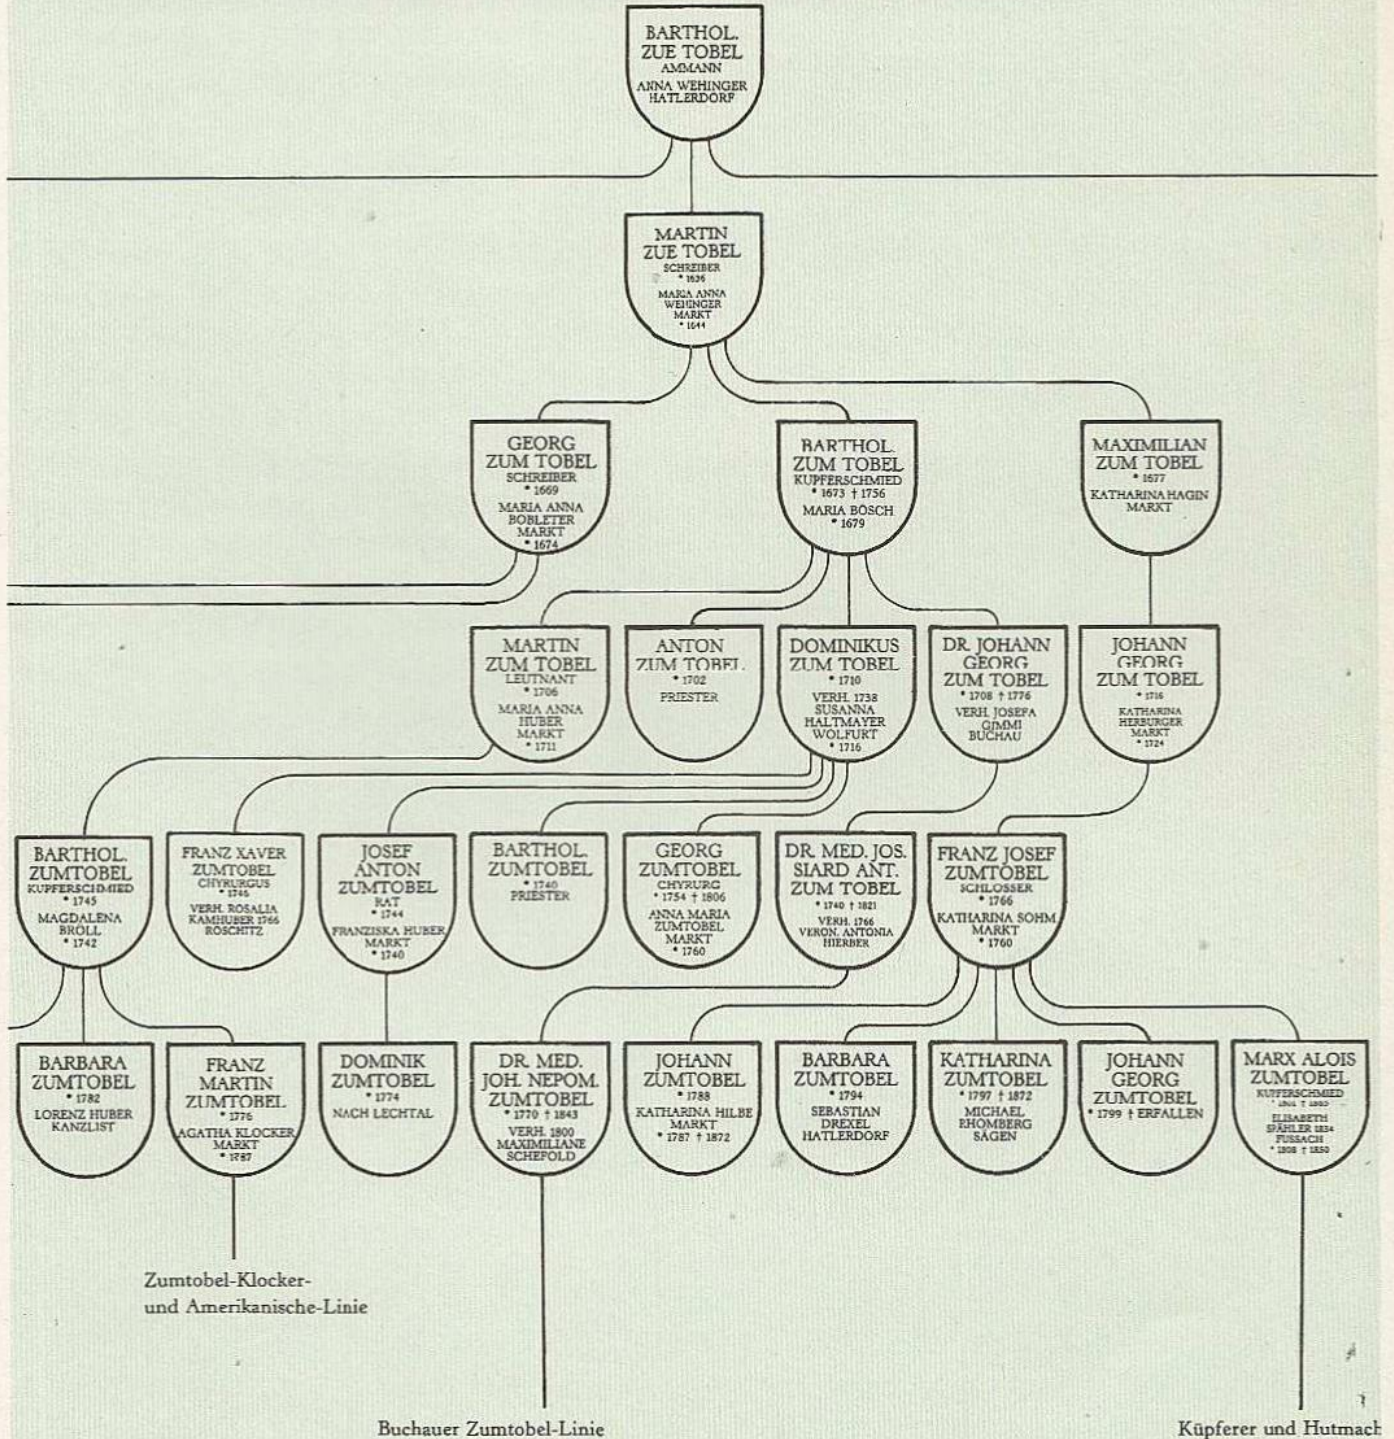 BARTHOL.
ZUE TOBEL
AMMANN
ANNA WEHINGER
HATLERDORF
MARTIN
ZUE TOBEL
SCHREIBER
* 1636
MARIA ANNA
WEHINGER
MARKT
* 1644
GEORG
ZUM TOBEL
SCHREIBER
* 1669
MARIA ANNA
BOBLETER
MARKT
* 1674
BARTHOL.
ZUM TOBEL
KUPFERSCHMIED
* 1673 † 1756
MARIA BÖSCH
* 1679
MAXIMILIAN
ZUM TOBEL
* 1677
KATHARINA HAGIN
MARKT
MARTIN
ZUM TOBEL
LEUTNANT
* 1706
MARIA ANNA
HUBER
MARKT
* 1711
ANTON
ZUM TOBEL
* 1702
PRIESTER
DOMINIKUS
ZUM TOBEL
* 1710
VERH. 1738
SUSANNA
HALTMAYER
WOLFURT
* 1716
DR. JOHANN
GEORG
ZUM TOBEL
* 1708 † 1776
VERH. JOSEFA
GIMMI
BUCHAU
JOHANN
GEORG
ZUM TOBEL
* 1716
KATHARINA
HERBURGER
MARKT
* 1724
BARTHOL.
ZUMTOBEL
KUPFERSCHMIED
* 1745
MAGDALENA
BRÖLL
* 1742
FRANZ XAVER
ZUMTOBEL
CHYRURGUS
VERH. ROSALIA
KAMHUBER 1766
ROSCHITZ
JOSEF
ANTON
ZUMTOBEL
RAT
* 1744
FRANZISKA HUBER
MARKT
* 1740
BARTHOL.
ZUMTOBEL
* 1740
PRIESTER
GEORG
ZUMTOBEL
CHYRURG
* 1754 † 1806
ANNA MARIA
ZUMTOBEL
MARKT
* 1760
DR. MED. JOS.
SIARD ANT.
ZUM TOBEL
* 1740 † 1821
VERH. 1766
VERON. ANTONIA
HIERBER
FRANZ JOSEF
ZUMTOBEL
SCHLOSSER
* 1766
KATHARINA SOHM
MARKT
* 1760
BARBARA
ZUMTOBEL
* 1782
LORENZ HUBER
KANZLIST
FRANZ
MARTIN
ZUMTOBEL
* 1776
AGATHA KLOCKER
MARKT
* 1787
DOMINIK
ZUMTOBEL
* 1774
NACH LECHTAL
DR. MED.
JOH. NEPOM.
ZUMTOBEL
* 1770 † 1843
VERH. 1800
MAXIMILIANE
SCHEFOLD
JOHANN
ZUMTOBEL
* 1788
KATHARINA HILBE
MARKT
* 1787 † 1872
BARBARA
ZUMTOBEL
* 1794
SEBASTIAN
DREXEL
HATLERDORF
KATHARINA
ZUMTOBEL
* 1797 † 1872
MICHAEL
RHOMBERG
SÄGEN
JOHANN
GEORG
ZUMTOBEL
* 1799 † ERFALLEN
MARX ALOIS
ZUMTOBEL
KUPFERSCHMIED
ELISABETH
SPÄHLER 1834
FUSSACH
* 1808 † 1850
Zumtobel-Klocker-
und Amerikanische-Linie
Buchauer Zumtobel-Linie
Küpferer und Hutmach